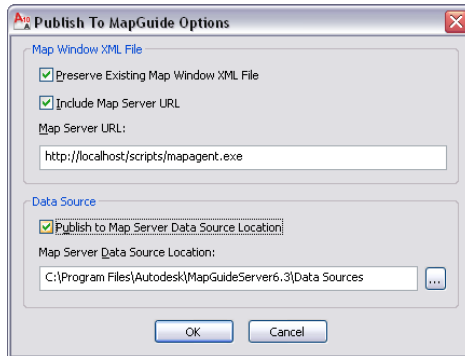 Publish To MapGuide Options
Map Window XML File
Preserve Existing Map Window XML File
Include Map Server URL
Map Server URL:
http://localhost/scripts/mapagent.exe
Data Source
Publish to Map Server Data Source Location
Map Server Data Source Location:
C:\Program Files\Autodesk\MapGuideServer6.3\Data Sources
...
OK
Cancel